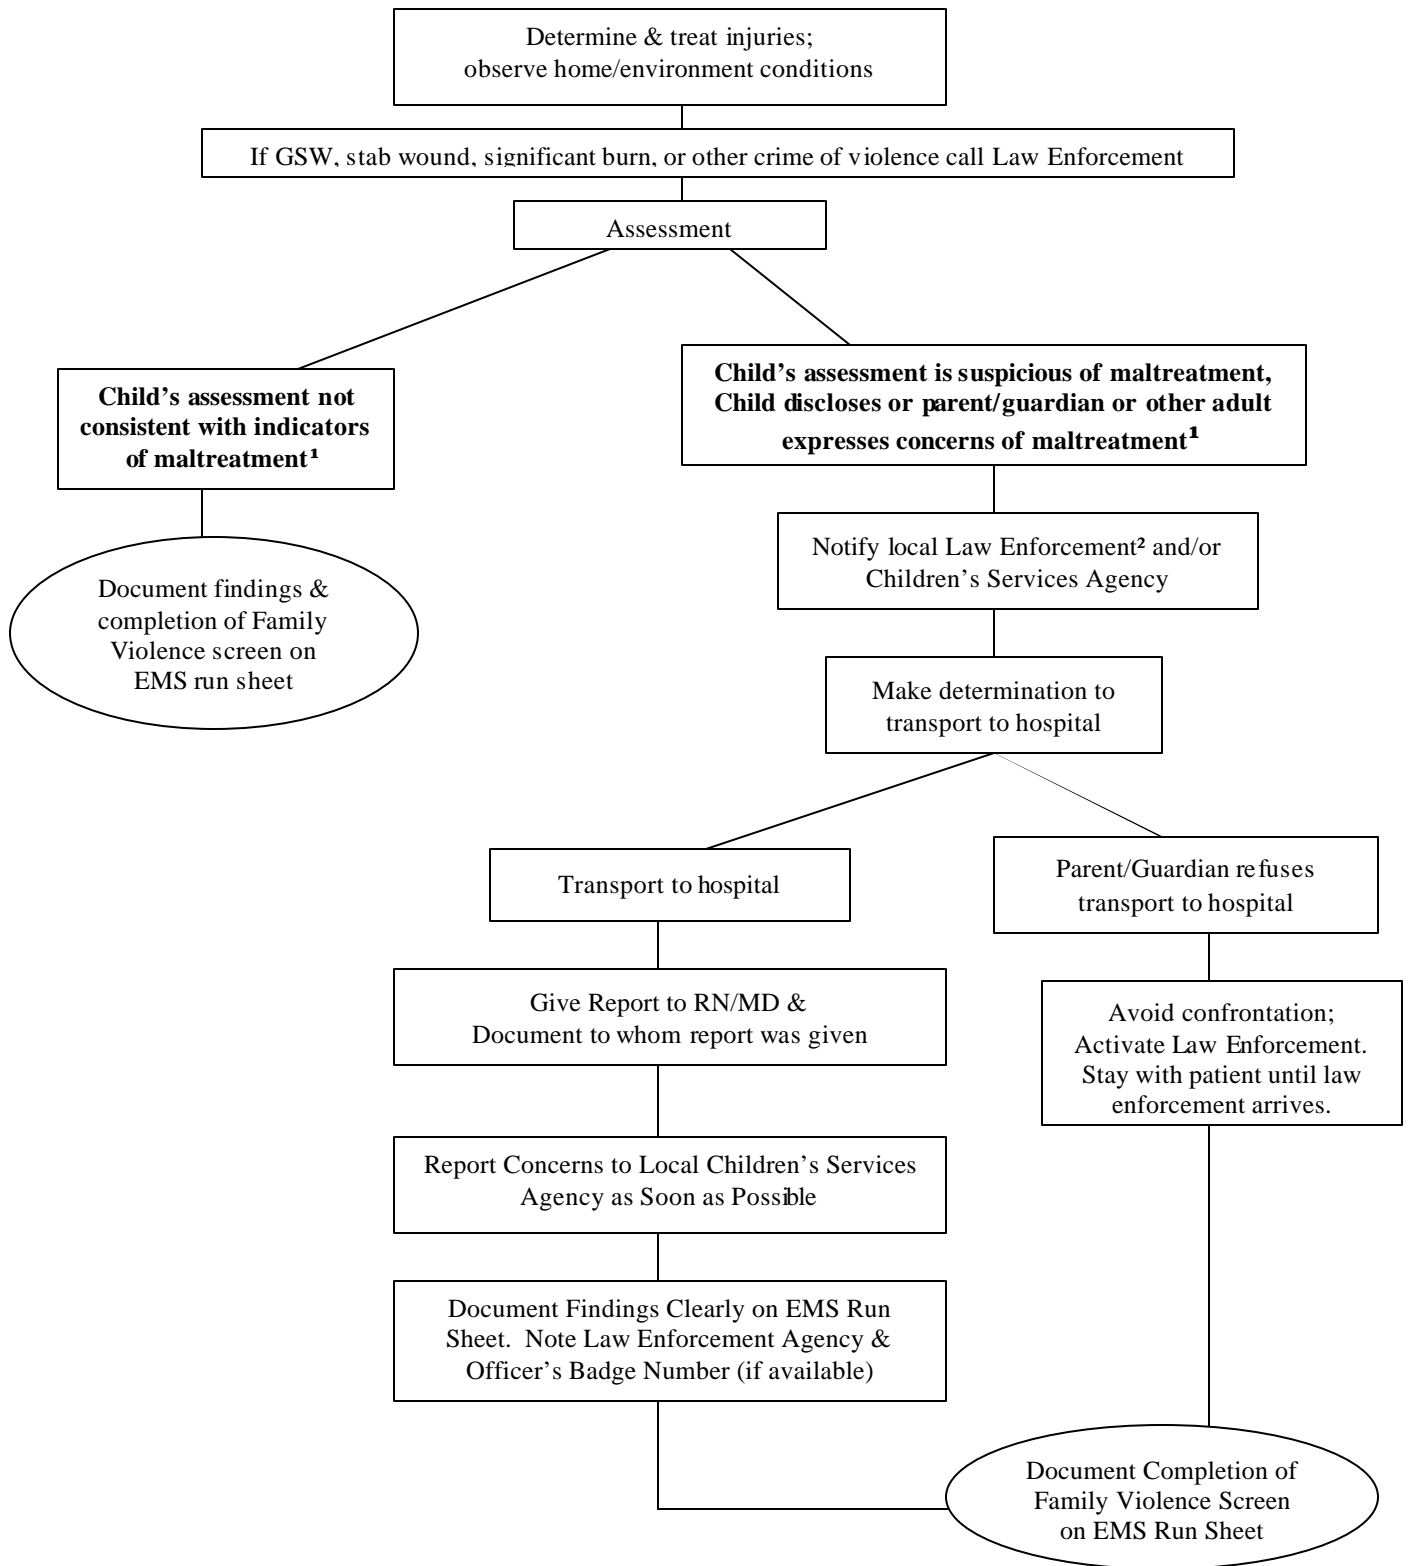 Determine & treat injuries;
observe home/environment conditions
If GSW, stab wound, significant burn, or other crime of violence call Law Enforcement
Assessment
Child’s assessment not
consistent with indicators
of maltreatment¹
Child’s assessment is suspicious of maltreatment,
Child discloses or parent/guardian or other adult
expresses concerns of maltreatment¹
Document findings &
completion of Family
Violence screen on
EMS run sheet
Notify local Law Enforcement² and/or
Children’s Services Agency
Make determination to
transport to hospital
Transport to hospital
Parent/Guardian refuses
transport to hospital
Give Report to RN/MD &
Document to whom report was given
Avoid confrontation;
Activate Law Enforcement.
Stay with patient until law
enforcement arrives.
Report Concerns to Local Children’s Services
Agency as Soon as Possible
Document Findings Clearly on EMS Run
Sheet.  Note Law Enforcement Agency &
Officer’s Badge Number (if available)
Document Completion of
Family Violence Screen
on EMS Run Sheet